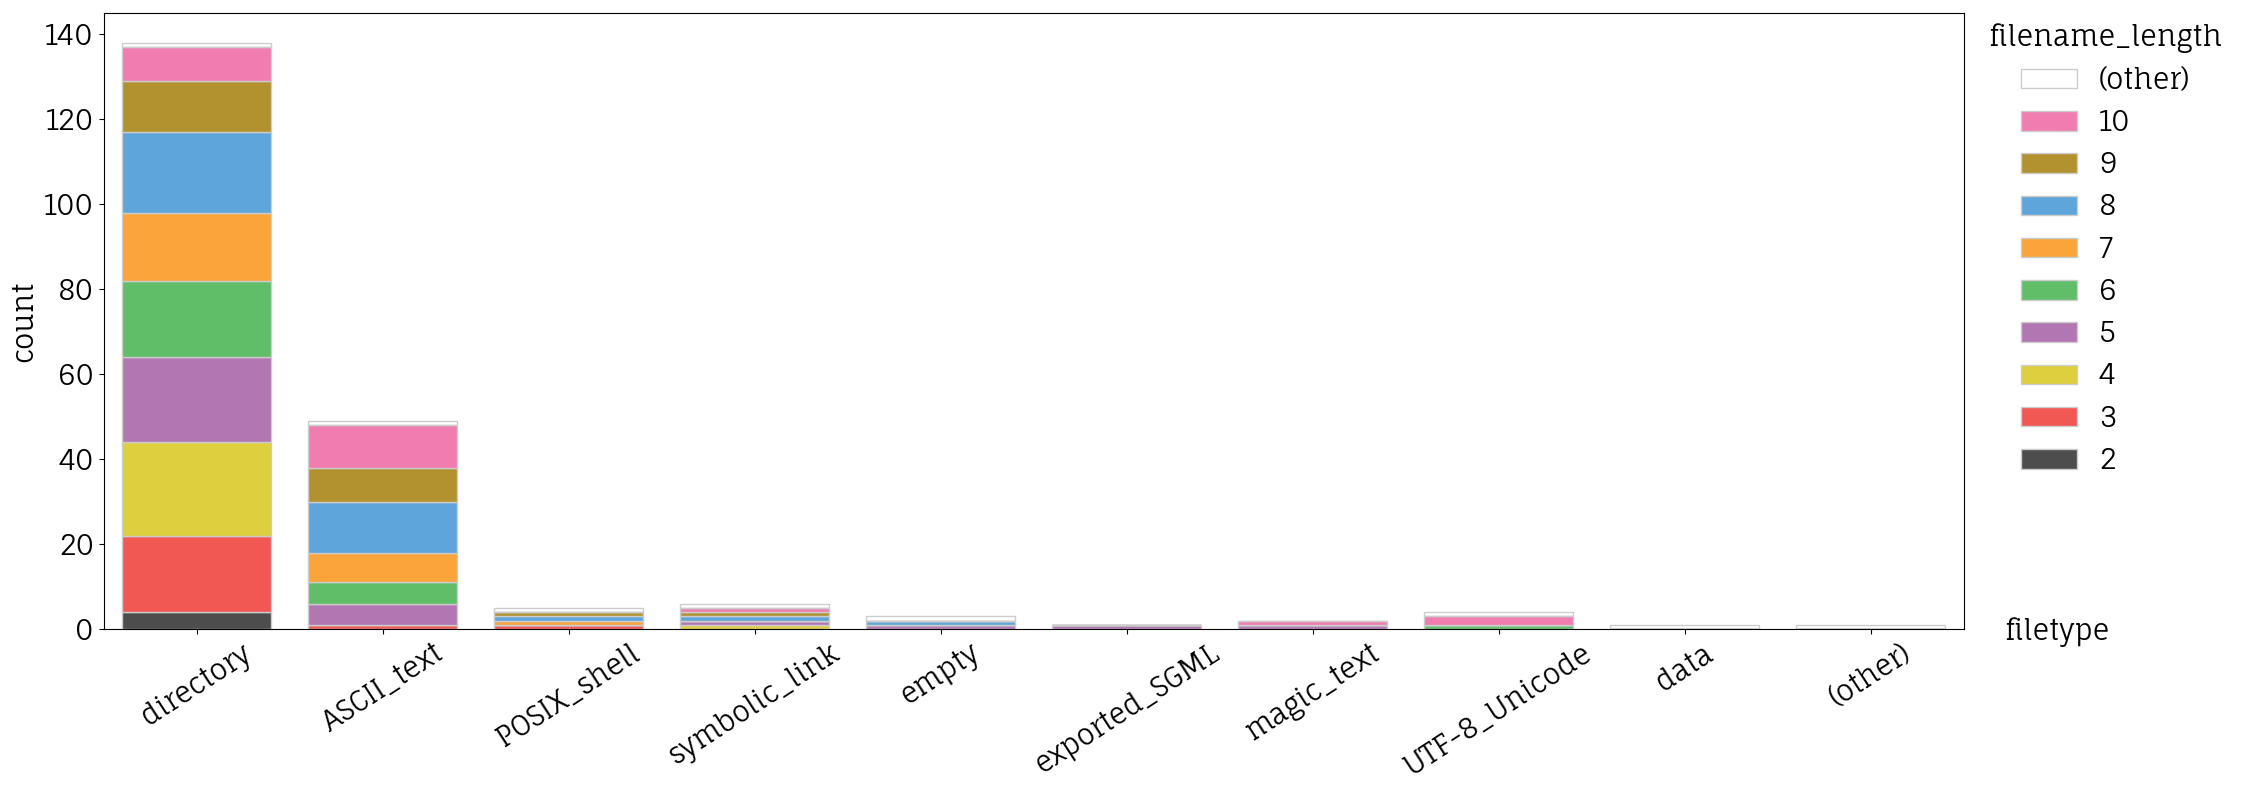 count
140
120
100
80
60
40
20
0
directory
ASCII_text
POSIX_shell
symbolic_link
empty
exported_SGML
magic_text
UTF-8_Unicode
data
(other)
filetype
filename_length
(other)
10
9
8
7
6
5
4
3
2